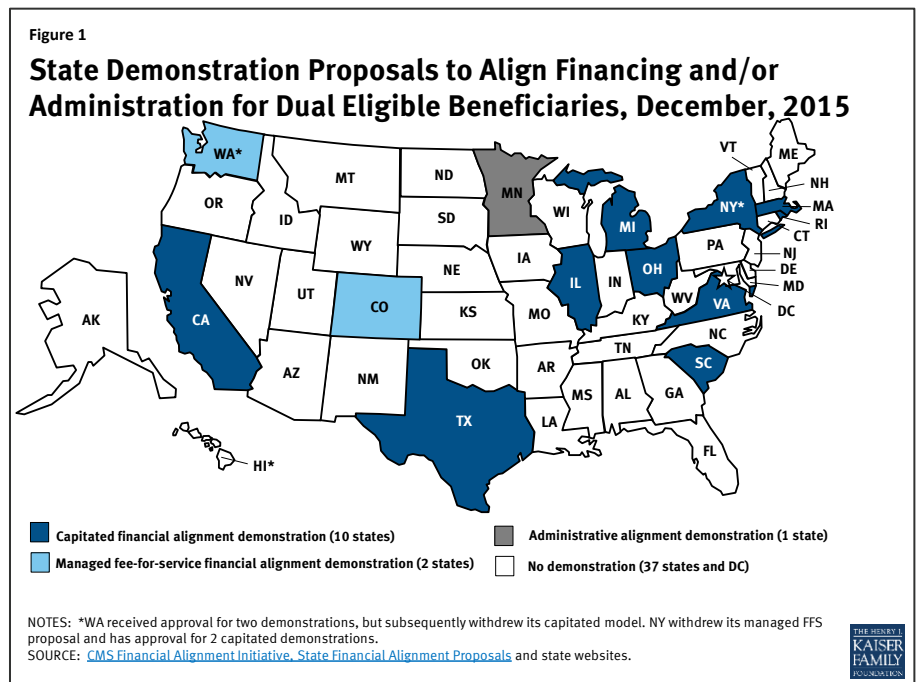 Figure 1
State Demonstration Proposals to Align Financing and/or
Administration for Dual Eligible Beneficiaries, December, 2015
WA*
OR
CA
AK
HI*
NV
ID
MT
WY
UT
AZ
CO
NM
ND
SD
NE
KS
OK
TX
MN
IA
MO
AR
LA
WI
IL
MI
IN
OH
KY
TN
MS
AL
GA
FL
SC
NC
VA
WV
PA
NY*
VT
ME
NH
MA
RI
CT
NJ
DE
MD
DC
Capitated financial alignment demonstration (10 states)
Managed fee-for-service financial alignment demonstration (2 states)
Administrative alignment demonstration (1 state)
No demonstration (37 states and DC)
NOTES: *WA received approval for two demonstrations, but subsequently withdrew its capitated model. NY withdrew its managed FFS
proposal and has approval for 2 capitated demonstrations.
SOURCE: CMS Financial Alignment Initiative, State Financial Alignment Proposals and state websites.
THE HENRY J.
KAISER
FAMILY
FOUNDATION